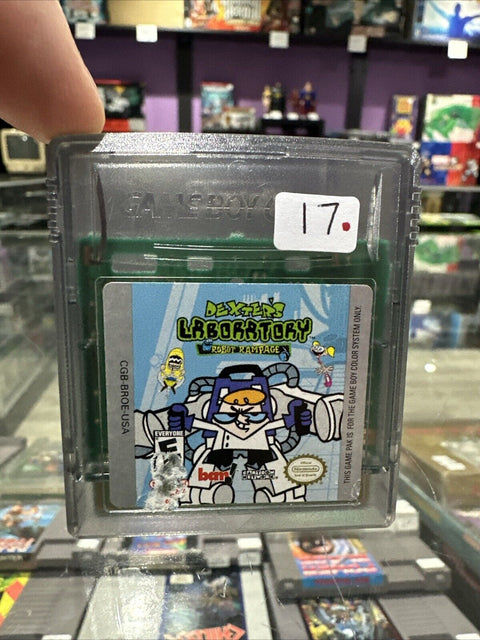 GAME BOY
17.
DEXTER'S
LABORATORY
ROBOT RAMPAGE
CGB-BROE-USA
THIS GAME PAK IS FOR THE GAME BOY COLOR SYSTEM ONLY.
EVERYONE
E
bam!
Nintendo